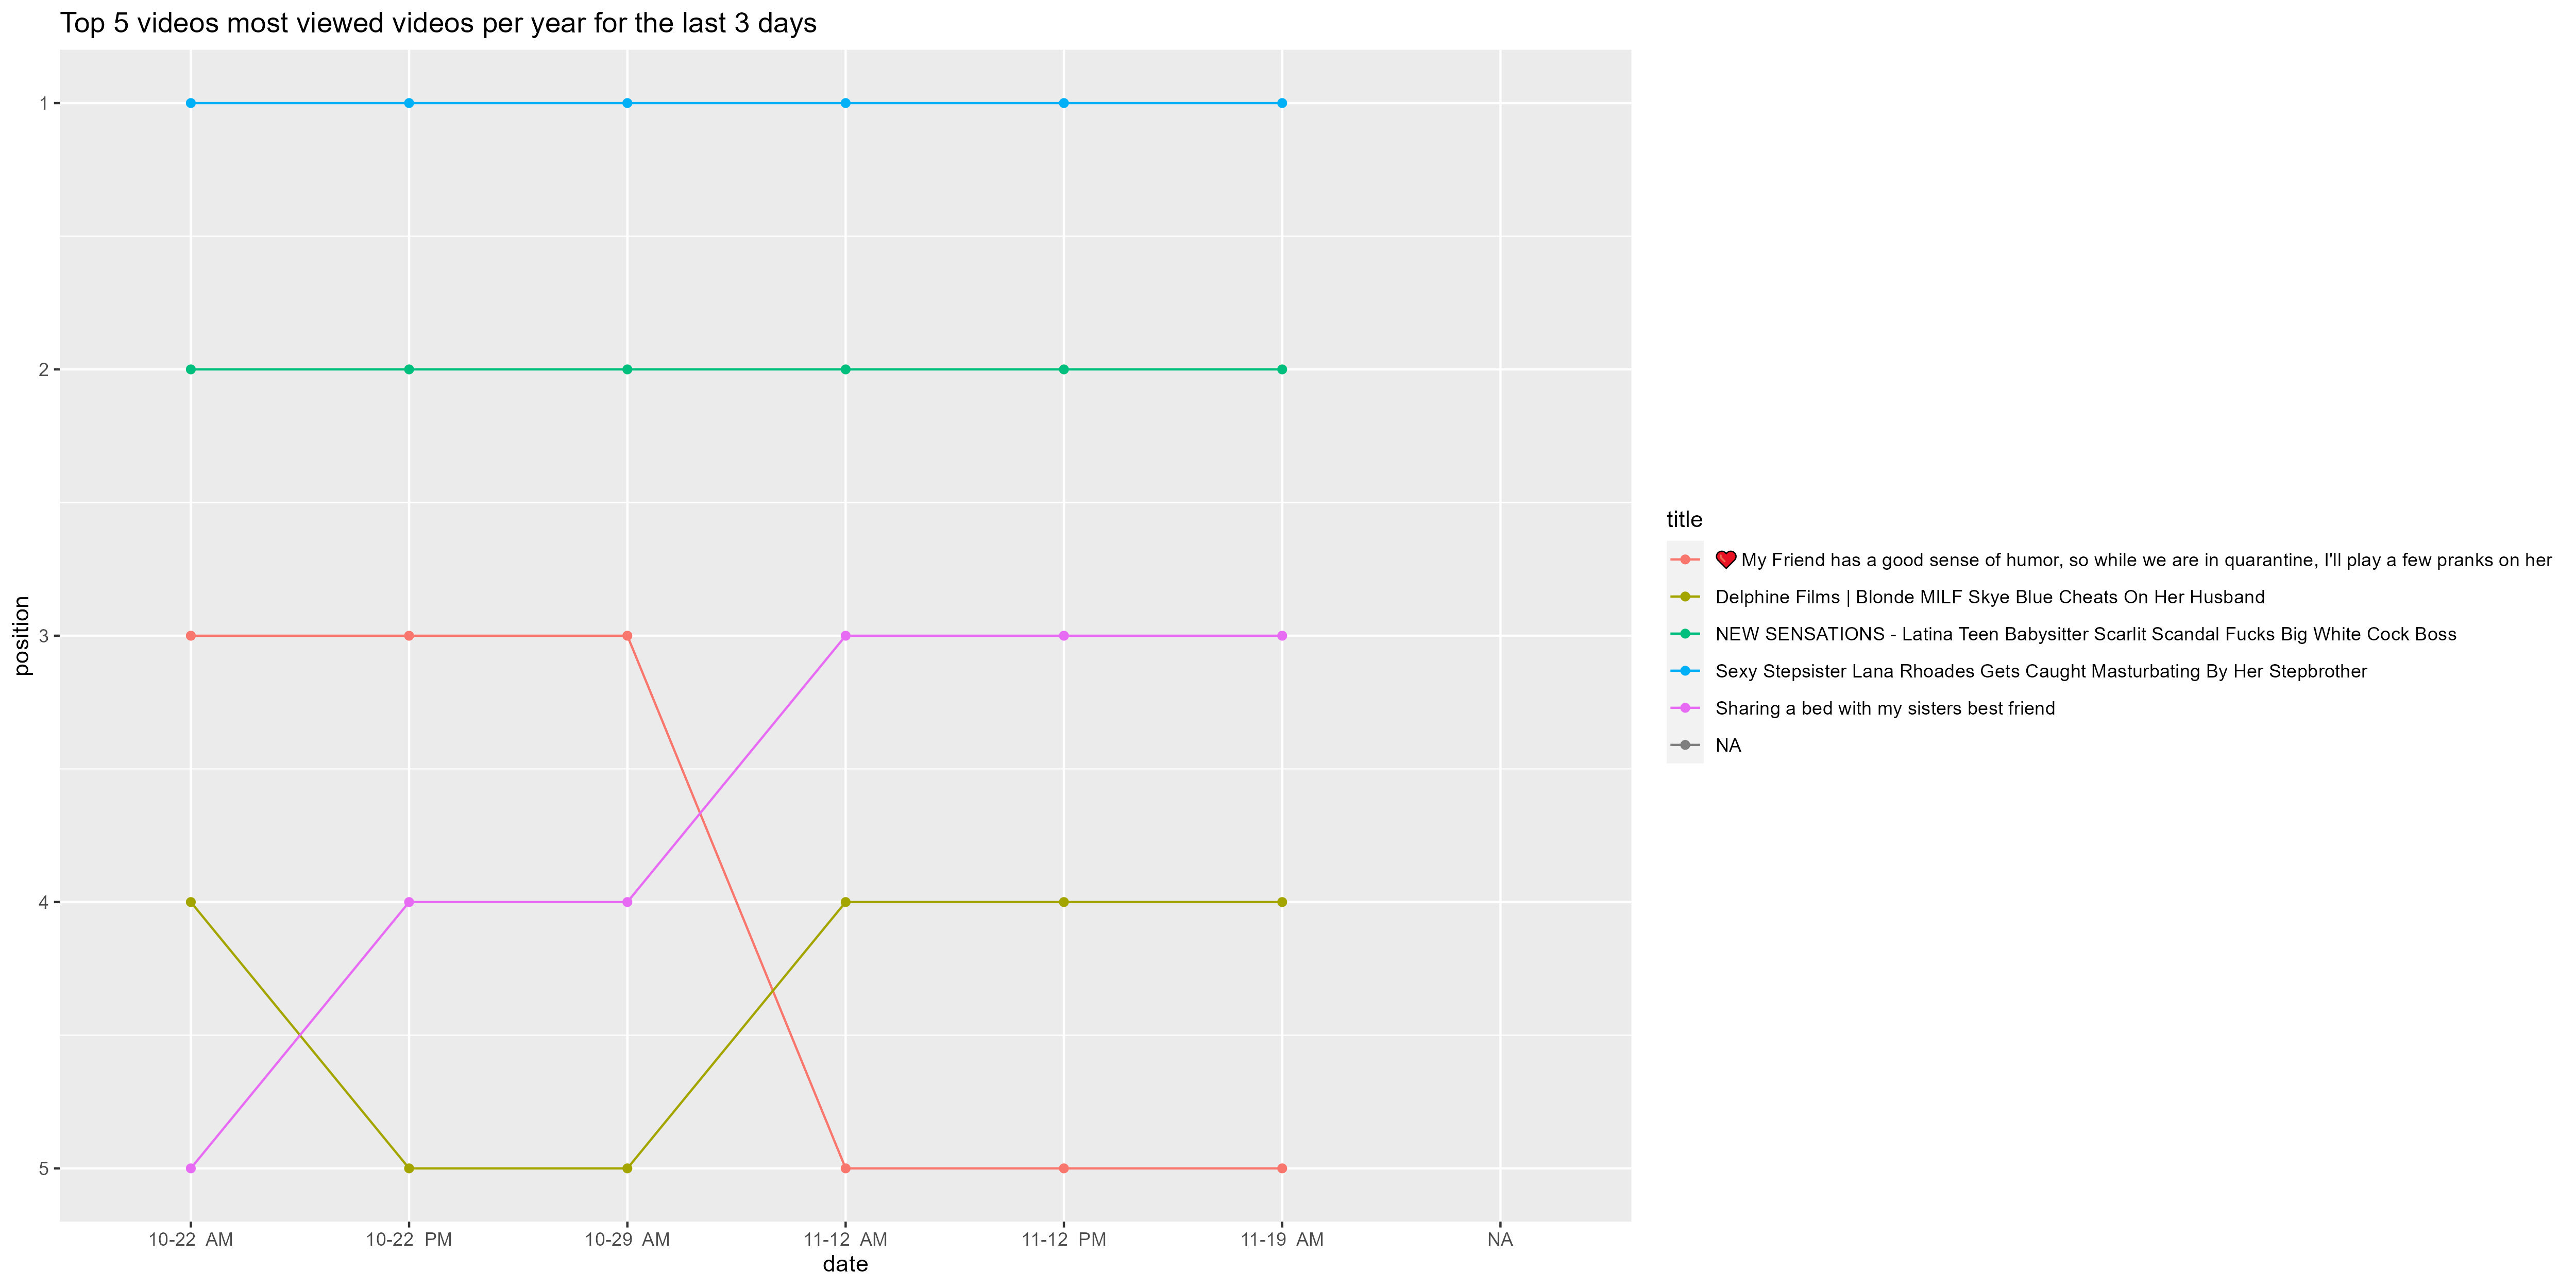 Top 5 videos most viewed videos per year for the last 3 days
position
1
2
3
4
5
10-22 AM
10-22 PM
10-29 AM
11-12 AM
11-12 PM
11-19 AM
NA
date
title
❤ My Friend has a good sense of humor, so while we are in quarantine, I'll play a few pranks on her
Delphine Films | Blonde MILF Skye Blue Cheats On Her Husband
NEW SENSATIONS - Latina Teen Babysitter Scarlit Scandal Fucks Big White Cock Boss
Sexy Stepsister Lana Rhoades Gets Caught Masturbating By Her Stepbrother
Sharing a bed with my sisters best friend
NA